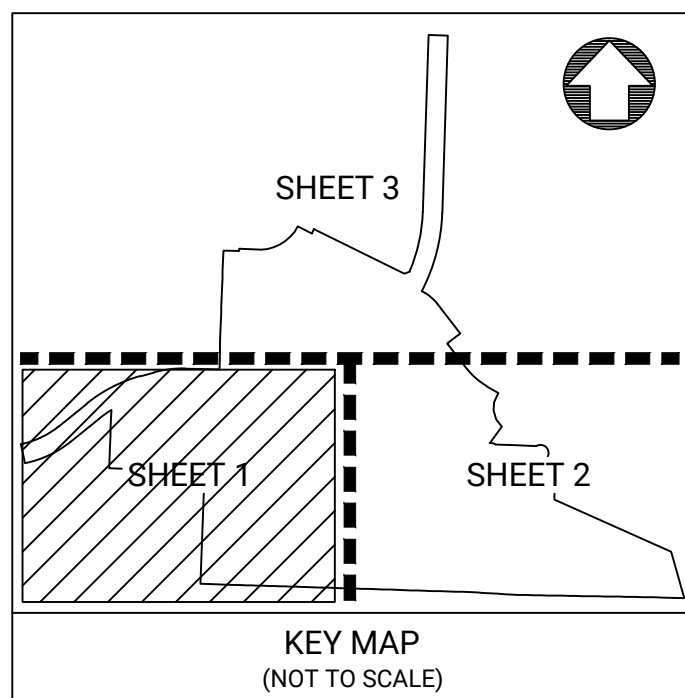 SHEET 3
SHEET 1
SHEET 2
KEY MAP
(NOT TO SCALE)